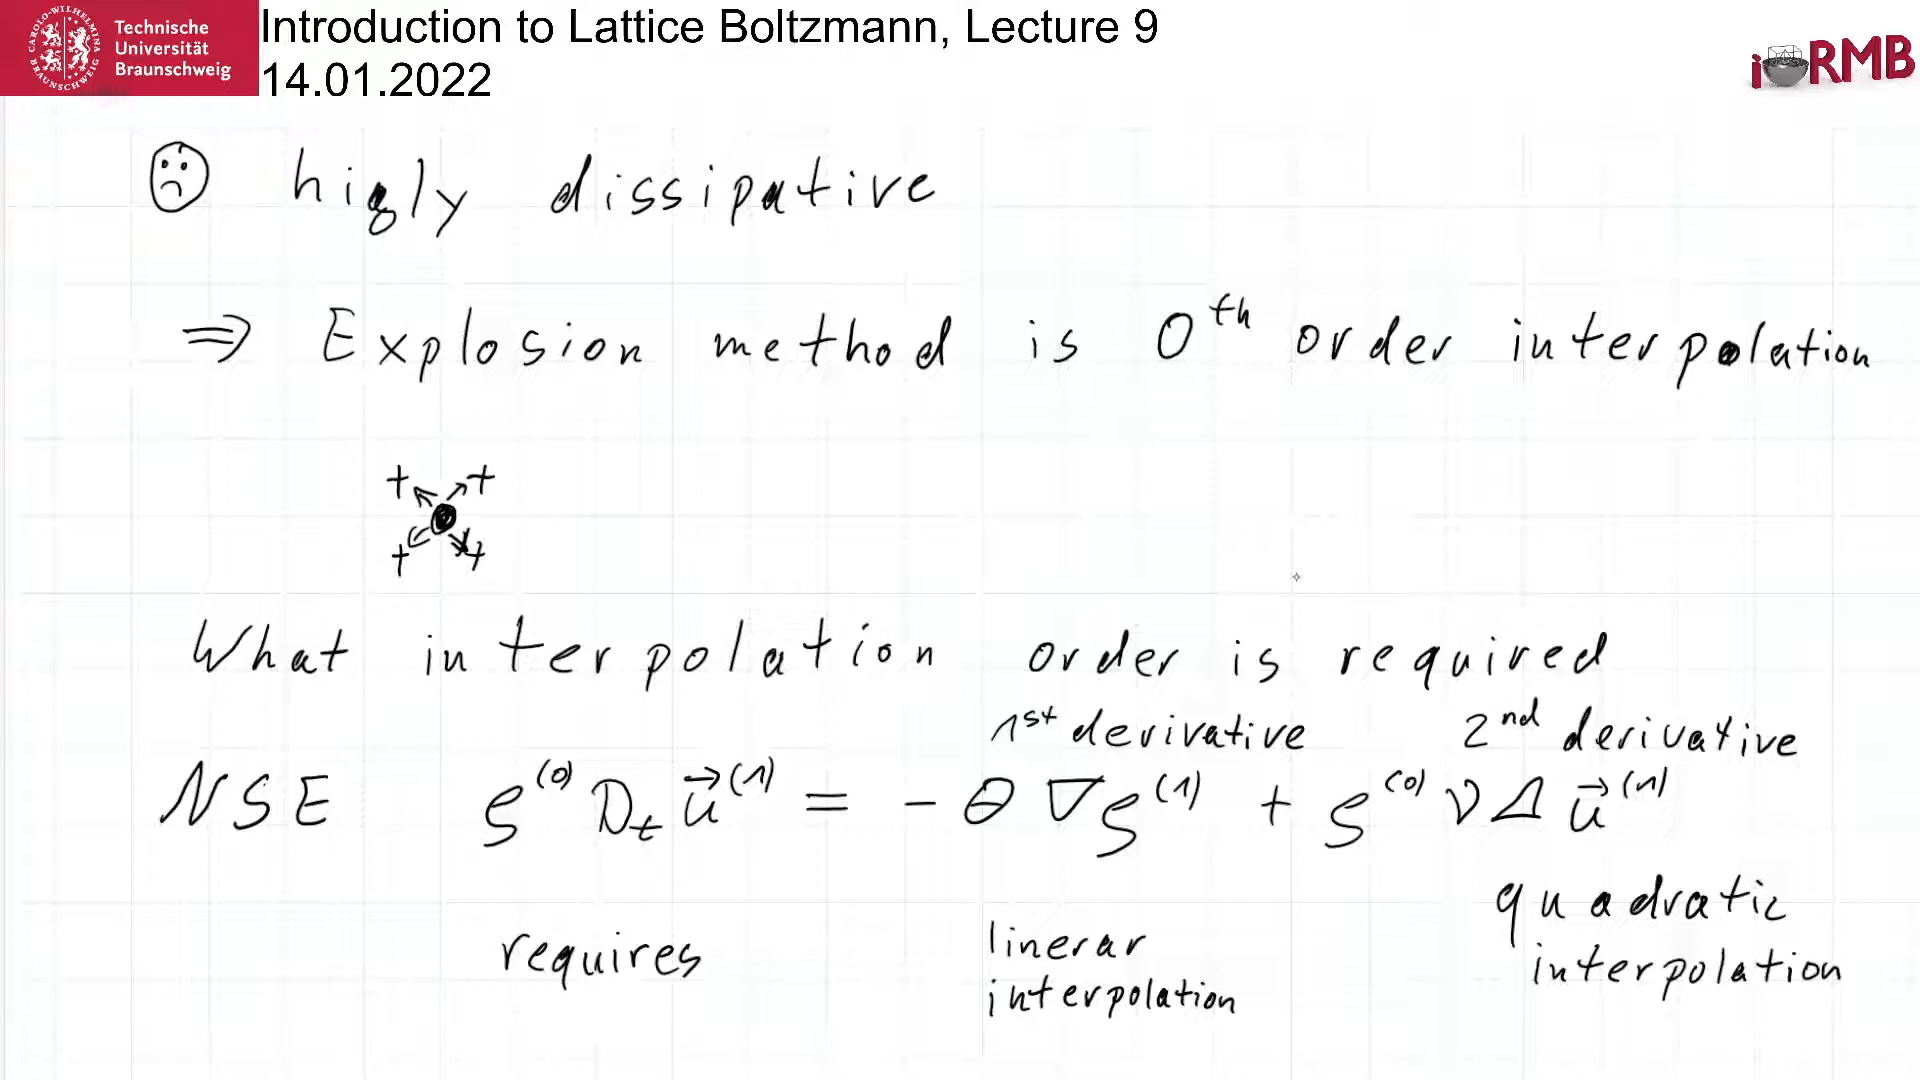 Technische
Universität
Braunschweig
Introduction to Lattice Boltzmann, Lecture 9
14.01.2022
iRMB
higly dissipative
⇒ Explosion method is 0th order interpolation
+ +
+ +
What interpolation order is required
1st derivative 2nd derivative
NSE ϱ^(0) D_t u⃗^(1) = - Θ ∇ϱ^(1) + ϱ^(0) ν Δ u⃗^(1)
requires linerar interpolation
quadratic interpolation